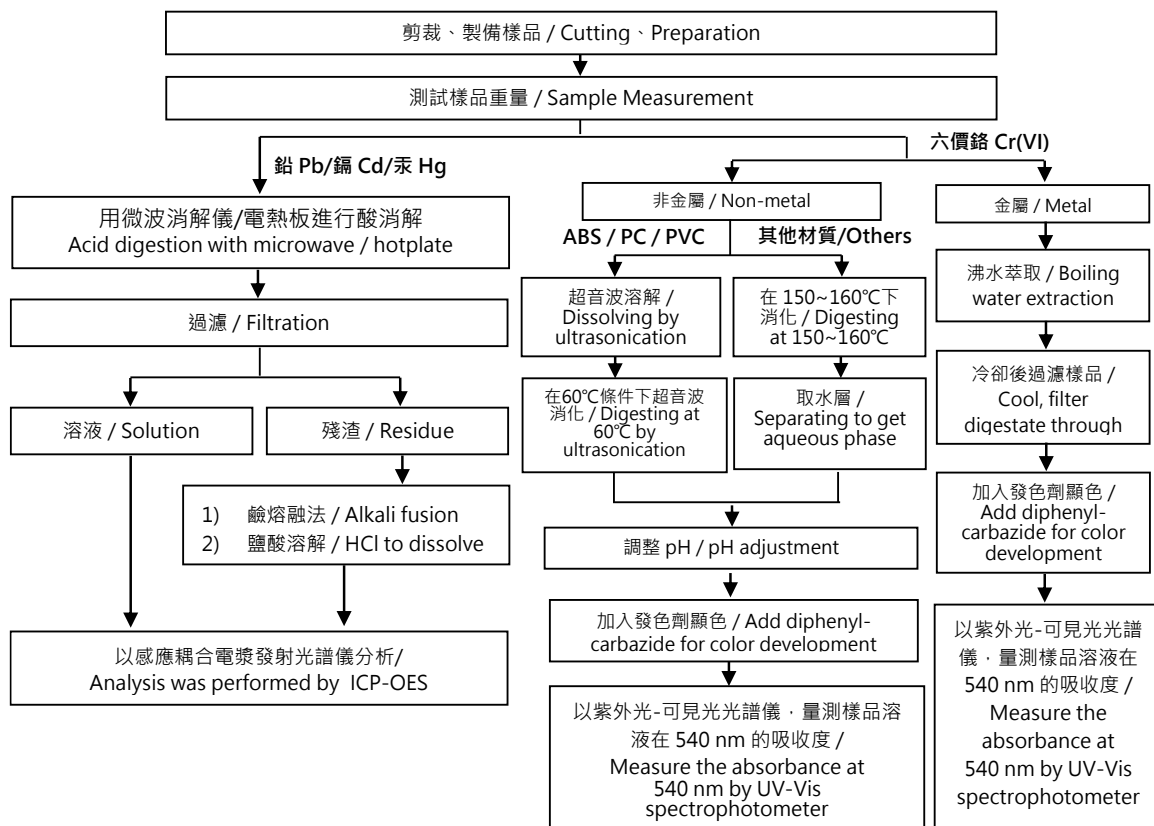 剪裁、製備樣品 / Cutting、Preparation
測試樣品重量 / Sample Measurement
鉛 Pb/鎘 Cd/汞 Hg
六價鉻 Cr(VI)
用微波消解儀/電熱板進行酸消解
Acid digestion with microwave / hotplate
過濾 / Filtration
溶液 / Solution
殘渣 / Residue
1) 鹼熔融法 / Alkali fusion
2) 鹽酸溶解 / HCl to dissolve
以感應耦合電漿發射光譜儀分析/
Analysis was performed by ICP-OES
非金屬 / Non-metal
ABS / PC / PVC
其他材質/Others
超音波溶解 /
Dissolving by
ultrasonication
在60℃條件下超音波
消化 / Digesting at
60℃ by
ultrasonication
在 150~160℃下
消化 / Digesting
at 150~160℃
取水層 /
Separating to get
aqueous phase
調整 pH / pH adjustment
加入發色劑顯色 / Add diphenyl-
carbazide for color development
以紫外光-可見光光譜儀﹐量測樣品溶
液在 540 nm 的吸收度 /
Measure the absorbance at
540 nm by UV-Vis
spectrophotometer
金屬 / Metal
沸水萃取 / Boiling
water extraction
冷卻後過濾樣品 /
Cool, filter
digestate through
加入發色劑顯色 /
Add diphenyl-
carbazide for color
development
以紫外光-可見光光譜
儀﹐量測樣品溶液在
540 nm 的吸收度 /
Measure the
absorbance at
540 nm by UV-Vis
spectrophotometer